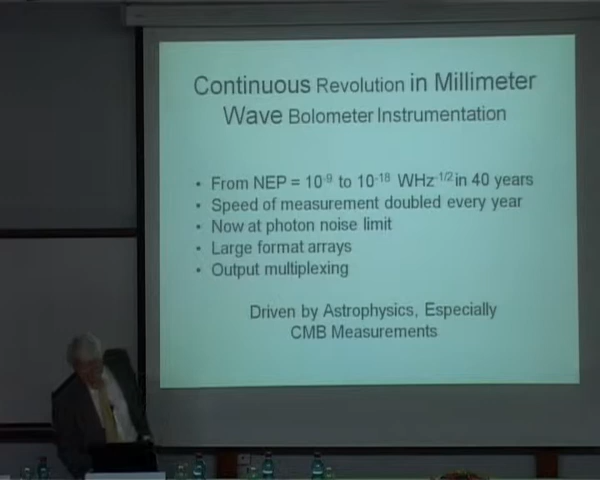 Continuous Revolution in Millimeter
Wave Bolometer Instrumentation
• From NEP = 10⁻⁹ to 10⁻¹⁸ WHz⁻¹/² in 40 years
• Speed of measurement doubled every year
• Now at photon noise limit
• Large format arrays
• Output multiplexing
Driven by Astrophysics, Especially
CMB Measurements